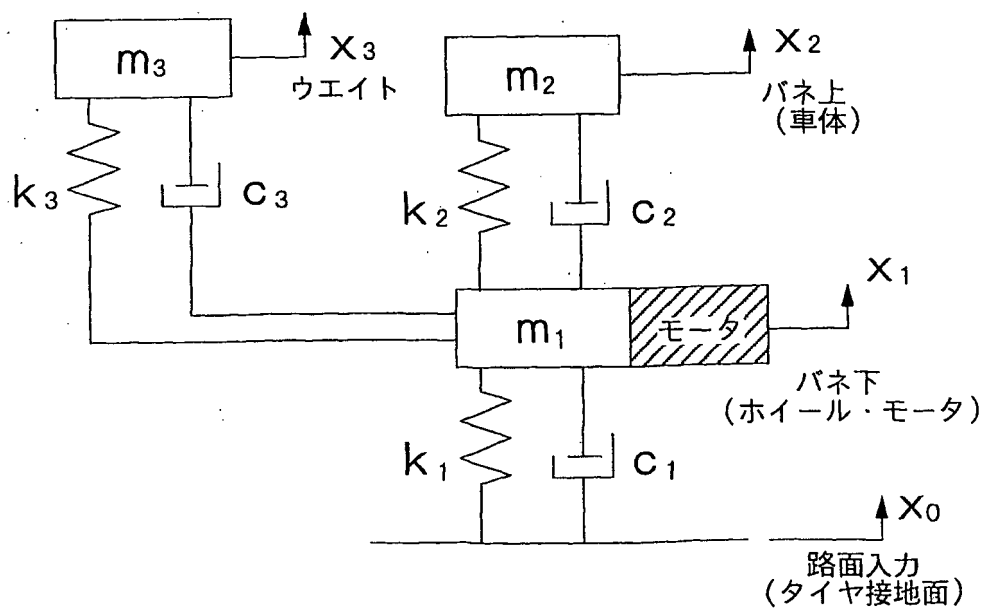 m₃
x₃
ウエイト
k₃
c₃
m₂
x₂
バネ上
(車体)
k₂
c₂
m₁
モータ
x₁
バネ下
(ホイール・モータ)
k₁
c₁
x₀
路面入力
(タイヤ接地面)